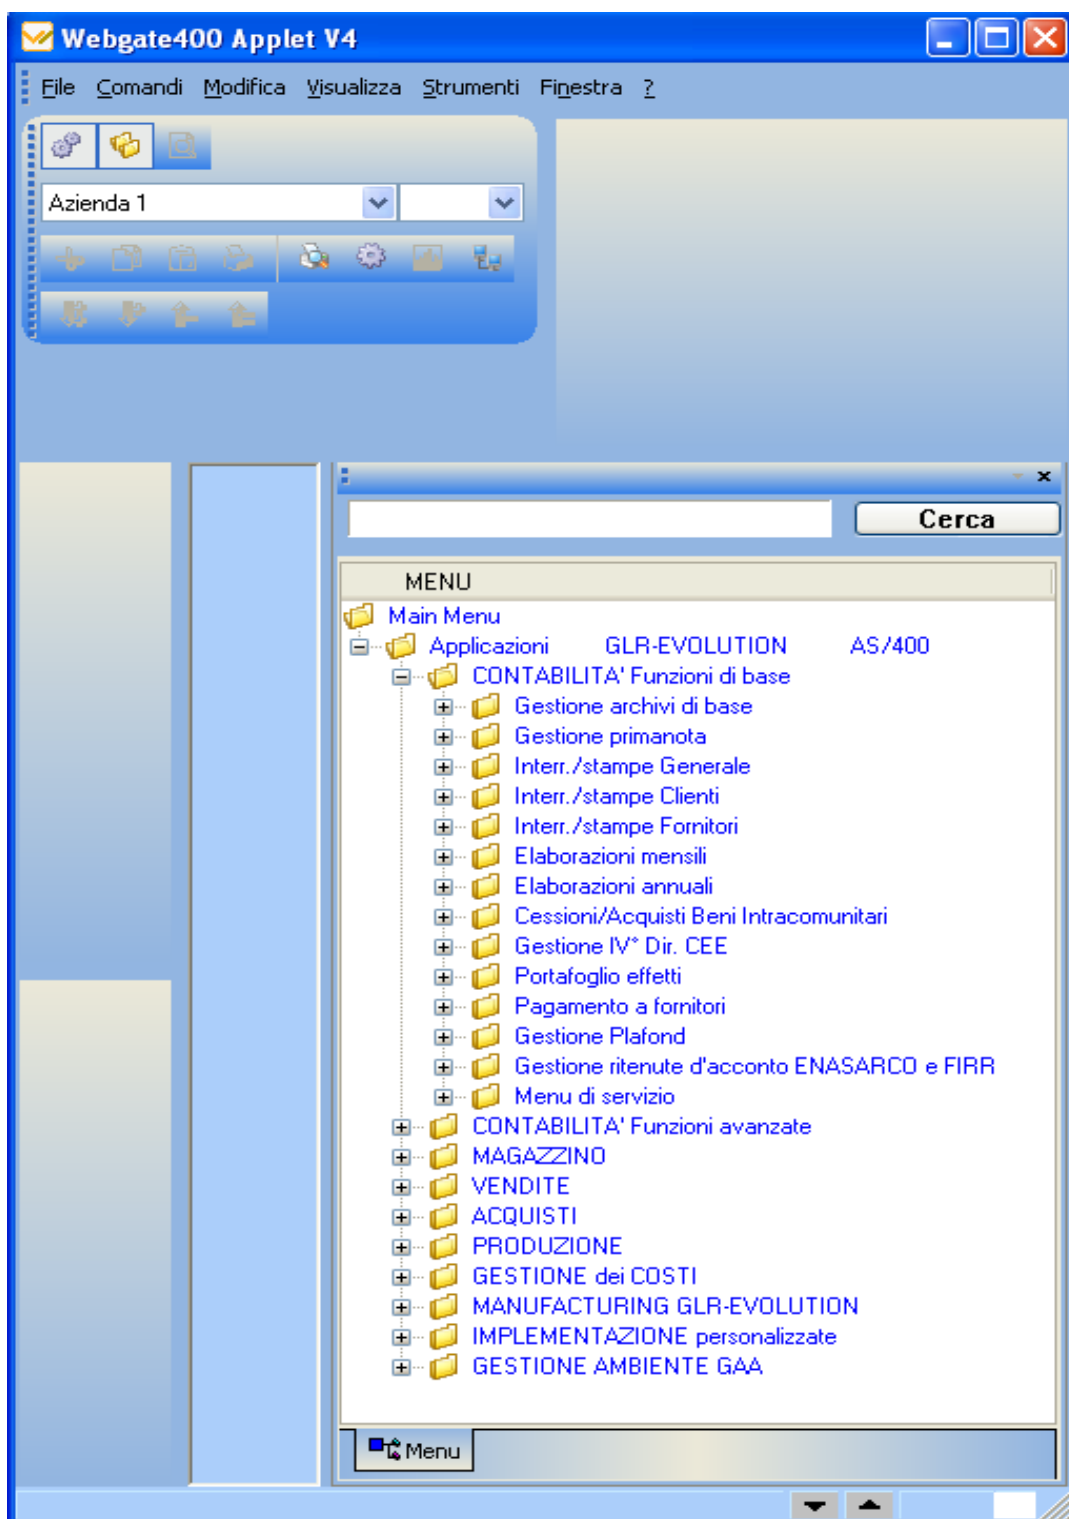 Webgate400 Applet V4
File Comandi Modifica Visualizza Strumenti Finestra ?
Azienda 1
Cerca
MENU
Main Menu
Applicazioni GLR-EVOLUTION AS/400
CONTABILITA' Funzioni di base
Gestione archivi di base
Gestione primanota
Interr./stampe Generale
Interr./stampe Clienti
Interr./stampe Fornitori
Elaborazioni mensili
Elaborazioni annuali
Cessioni/Acquisti Beni Intracomunitari
Gestione IV° Dir. CEE
Portafoglio effetti
Pagamento a fornitori
Gestione Plafond
Gestione ritenute d'acconto ENASARCO e FIRR
Menu di servizio
CONTABILITA' Funzioni avanzate
MAGAZZINO
VENDITE
ACQUISTI
PRODUZIONE
GESTIONE dei COSTI
MANUFACTURING GLR-EVOLUTION
IMPLEMENTAZIONE personalizzate
GESTIONE AMBIENTE GAA
Menu